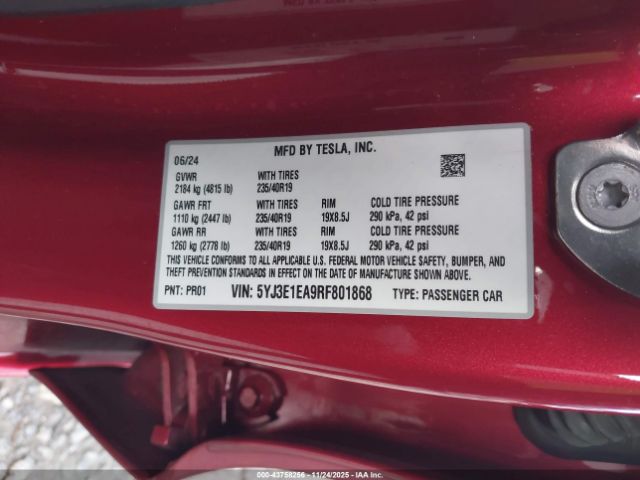 MFD BY TESLA, INC.
06/24
GVWR WITH TIRES
2184 kg (4815 lb) 235/40R19
GAWR FRT WITH TIRES RIM COLD TIRE PRESSURE
1110 kg (2447 lb) 235/40R19 19X8.5J 290 kPa, 42 psi
GAWR RR WITH TIRES RIM COLD TIRE PRESSURE
1260 kg (2778 lb) 235/40R19 19X8.5J 290 kPa, 42 psi
THIS VEHICLE CONFORMS TO ALL APPLICABLE U.S. FEDERAL MOTOR VEHICLE SAFETY, BUMPER, AND
THEFT PREVENTION STANDARDS IN EFFECT ON THE DATE OF MANUFACTURE SHOWN ABOVE.
PNT: PR01 VIN: 5YJ3E1EA9RF801868 TYPE: PASSENGER CAR
000-43758256 - 11/24/2025 - IAA Inc.